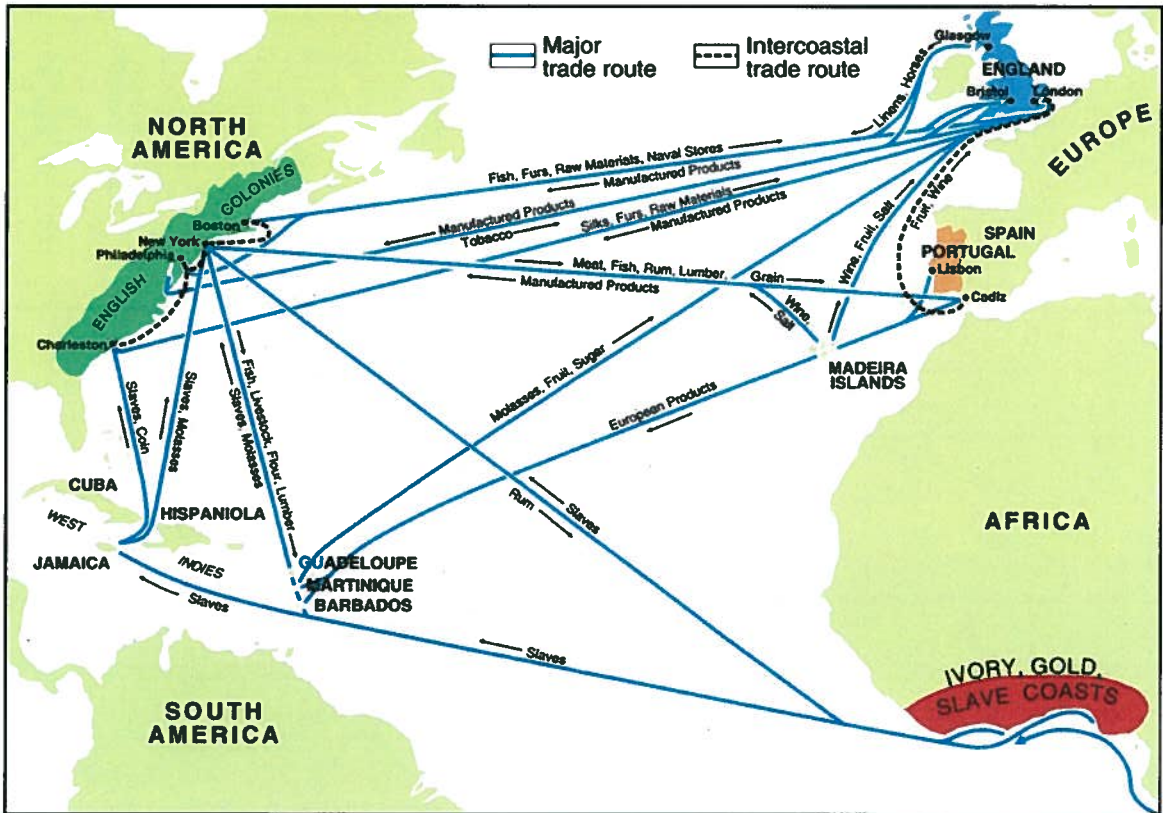 Major
trade route
Intercoastal
trade route
Glasgow
ENGLAND
Bristol
London
EUROPE
Linens, Horses
NORTH
AMERICA
COLONIES
ENGLISH
Boston
New York
Philadelphia
Charleston
Fish, Furs, Raw Materials, Naval Stores
Manufactured Products
Manufactured Products
Tobacco
Silks, Furs, Raw Materials
Manufactured Products
Meat, Fish, Rum, Lumber,
Grain
Manufactured Products
Wine, Fruit, Salt
Fruit, Wine
SPAIN
PORTUGAL
Lisbon
Cadiz
Wine,
Salt
MADEIRA
ISLANDS
Molasses, Fruit, Sugar
European Products
Slaves, Coin
Slaves, Molasses
Fish, Livestock, Flour, Lumber
Slaves, Molasses
Slaves
Rum
CUBA
WEST
HISPANIOLA
JAMAICA
INDIES
GUADELOUPE
MARTINIQUE
BARBADOS
Slaves
Slaves
AFRICA
IVORY, GOLD,
SLAVE COASTS
SOUTH
AMERICA